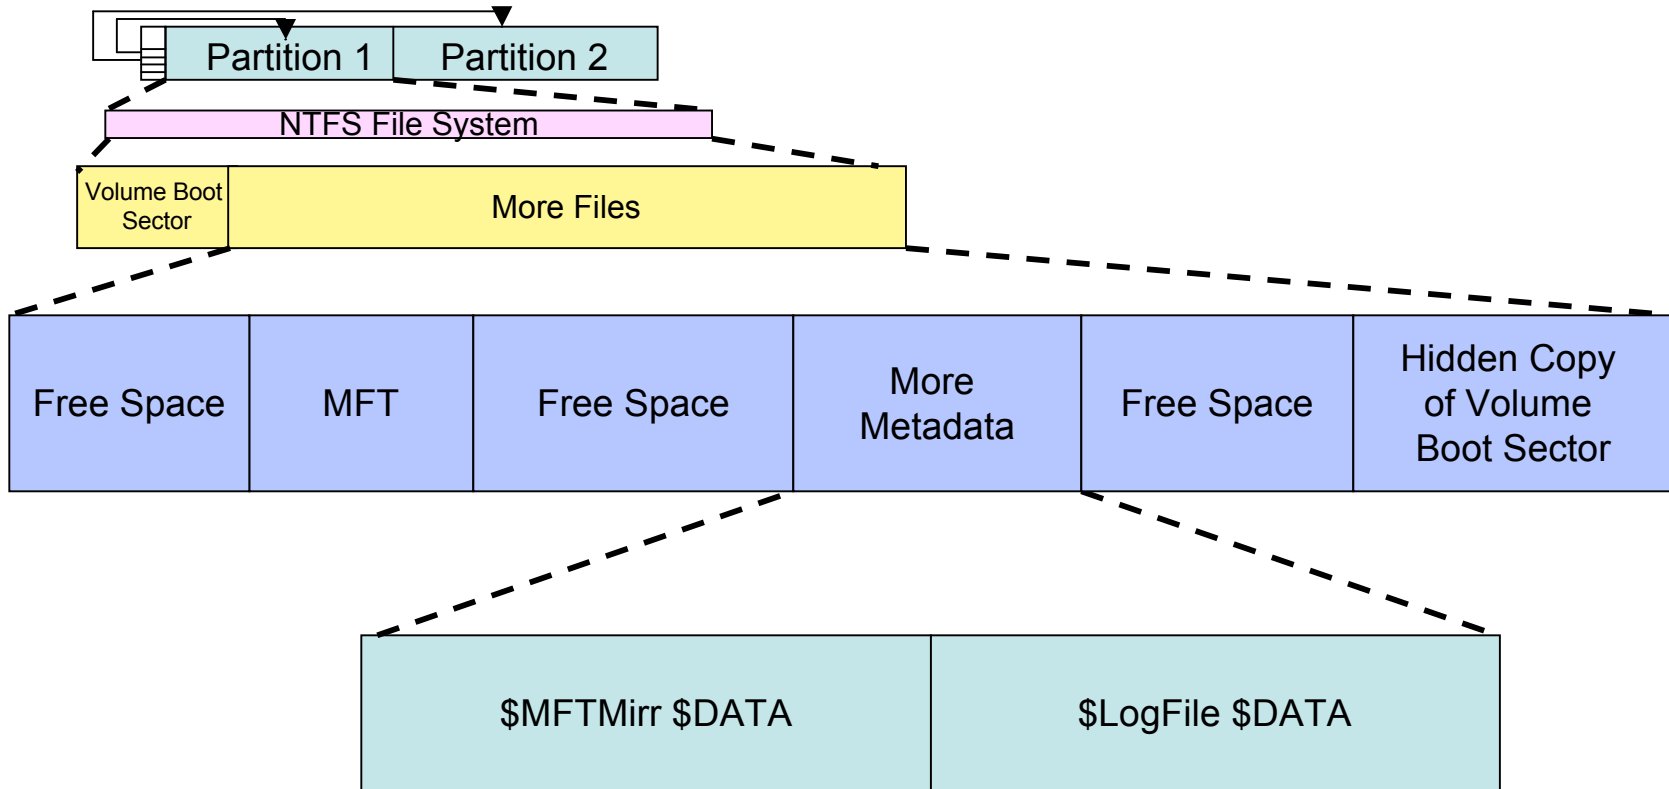 Partition 1 Partition 2
NTFS File System
Volume Boot
Sector
More Files
Free Space
MFT
Free Space
More
Metadata
Free Space
Hidden Copy
of Volume
Boot Sector
$MFTMirr $DATA
$LogFile $DATA